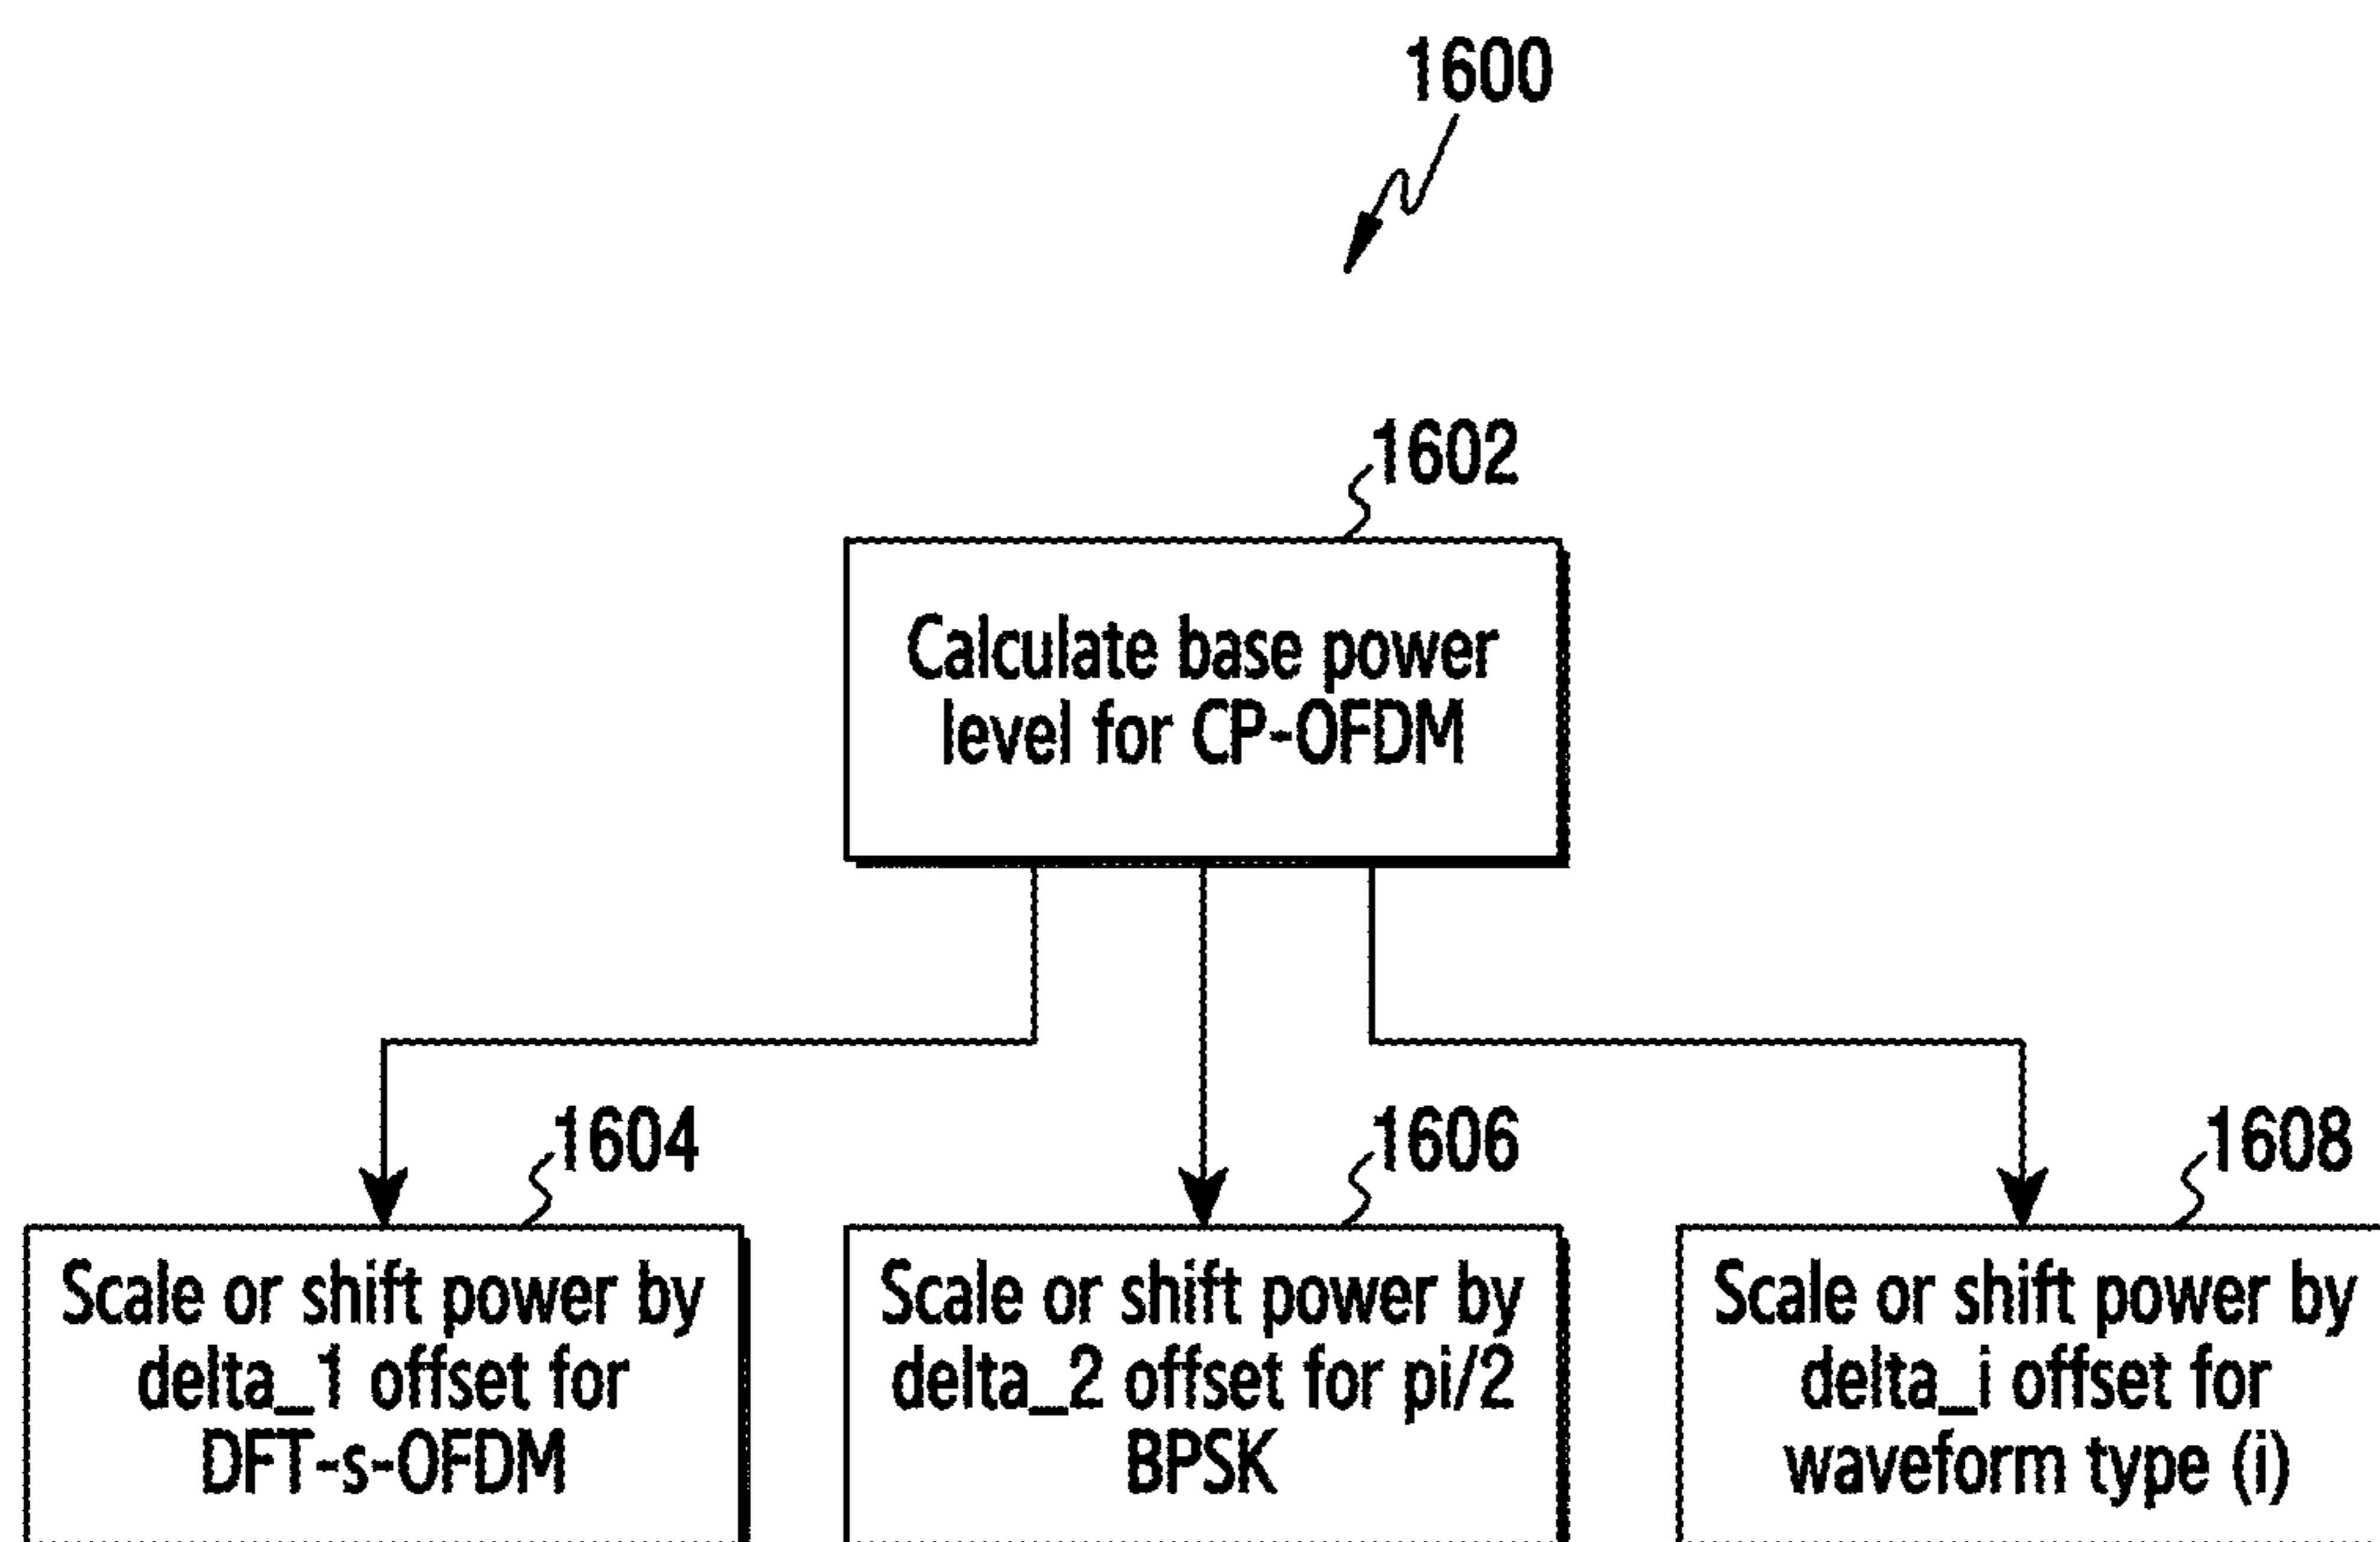 1600
1602
Calculate base power
level for CP-OFDM
1604
Scale or shift power by
delta_1 offset for
DFT-s-OFDM
1606
Scale or shift power by
delta_2 offset for pi/2
BPSK
1608
Scale or shift power by
delta_i offset for
waveform type (i)